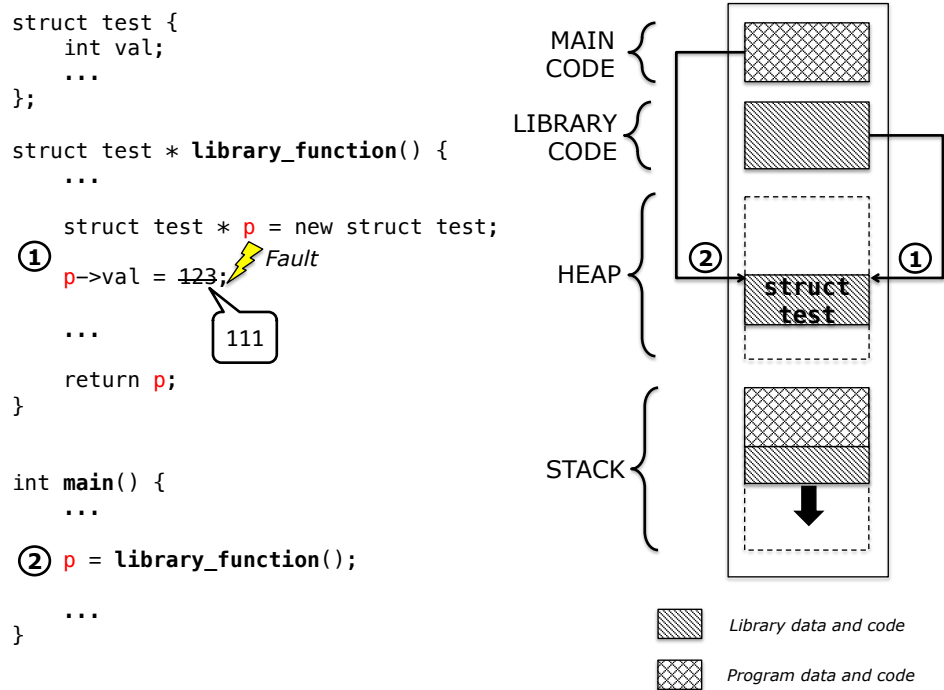 struct test {
    int val;
    ...
};
struct test * library_function() {
    ...
    struct test * p = new struct test;
① Fault
p->val = 123;
111
    ...
    return p;
}
int main() {
    ...
② p = library_function();
    ...
}
MAIN
CODE
LIBRARY
CODE
HEAP
② ①
struct
test
STACK
Library data and code
Program data and code